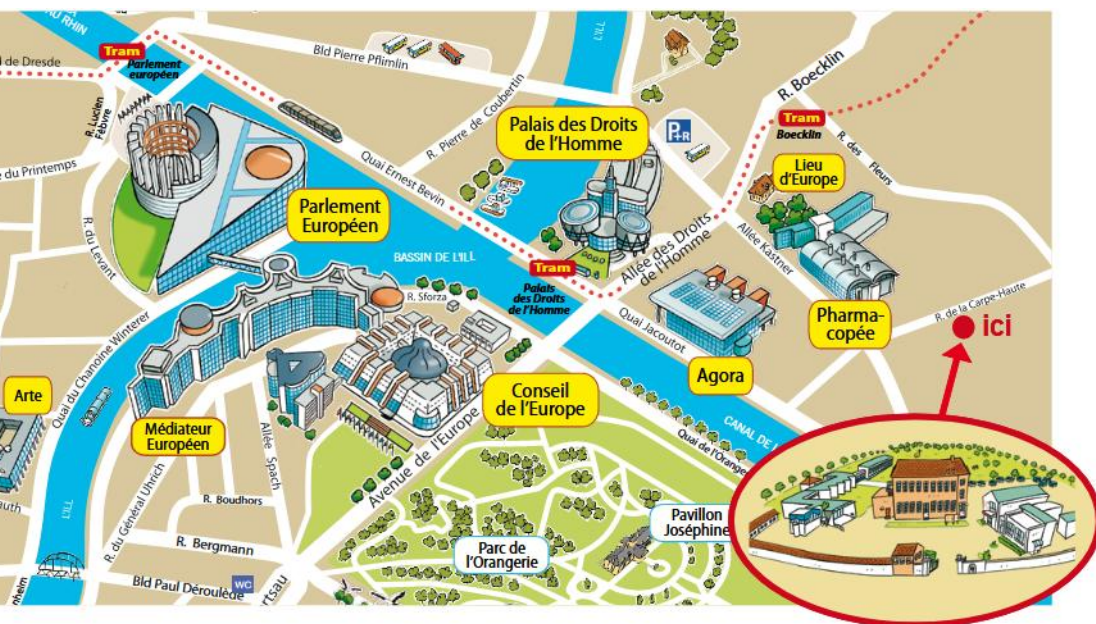 AU RHIN
L'ILL
Tram
Parlement
européen
d de Dresde
Bld Pierre Pflimlin
R. Lucien
Fèbvre
R. Pierre de Coubertin
R. Boecklin
Tram
Boecklin
Palais des Droits
de l'Homme
P+R
R. des Fleurs
Lieu
d'Europe
e du Printemps
Quai Ernest Bevin
Parlement
Européen
R. du Levant
Allée des Droits
de l'Homme
Allée Kastner
BASSIN DE L'ILL
Tram
Palais
des Droits
de l'Homme
R. Sforza
Quai Jacoutot
Pharma-
copée
R. de la Carpe-Haute
ici
Quai du Chanoine Winterer
Agora
Arte
Médiateur
Européen
Conseil
de l'Europe
CANAL DE
Quai de l'Orangerie
Allée Spach
Avenue de l'Europe
R. du Général Uhrich
R. Boudhors
L'ILL
auth
R. Bergmann
Parc de
l'Orangerie
Pavillon
Joséphine
Bld Paul Déroulède
WC
rtsau
nheim